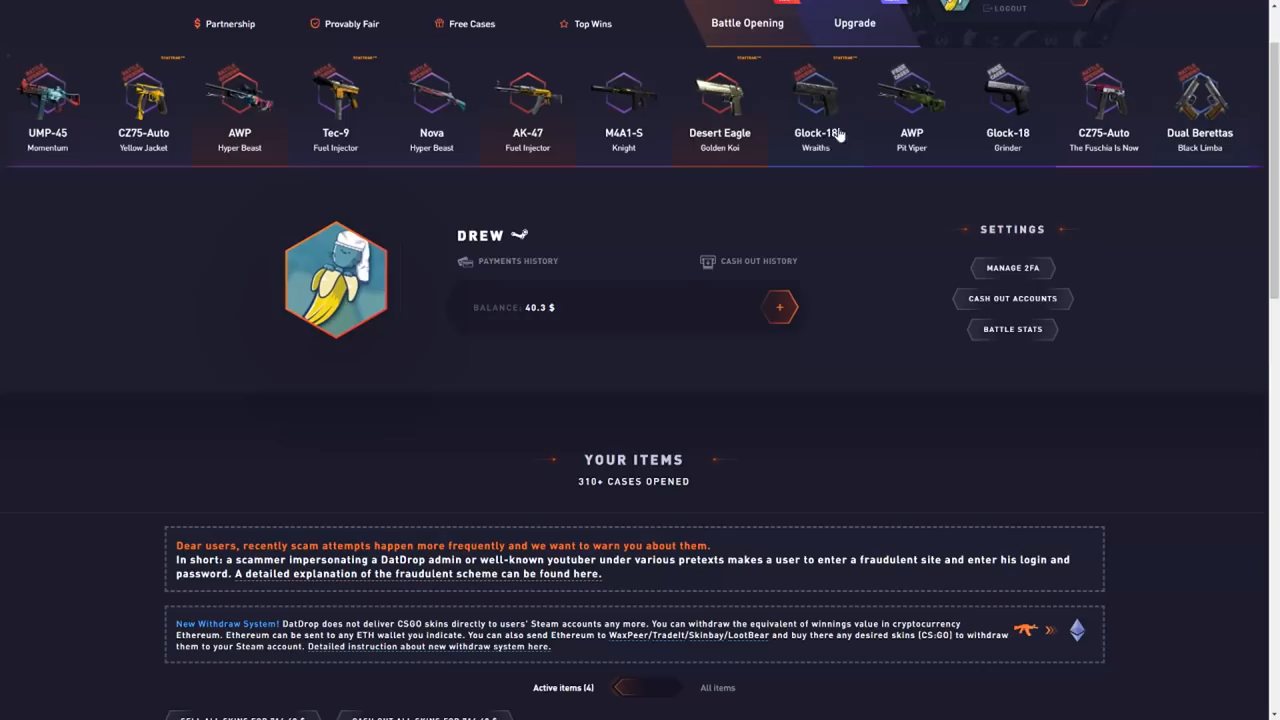 LOGOUT
Partnership
Provably Fair
Free Cases
Top Wins
Battle Opening
Upgrade
UMP-45
Momentum
CZ75-Auto
Yellow Jacket
AWP
Hyper Beast
Tec-9
Fuel Injector
Nova
Hyper Beast
AK-47
Fuel Injector
M4A1-S
Knight
Desert Eagle
Golden Koi
Glock-18
Wraiths
AWP
Pit Viper
Glock-18
Grinder
CZ75-Auto
The Fuschia Is Now
Dual Berettas
Black Limba
DREW
PAYMENTS HISTORY
CASH OUT HISTORY
BALANCE: 40.3 $
+
SETTINGS
MANAGE 2FA
CASH OUT ACCOUNTS
BATTLE STATS
YOUR ITEMS
310+ CASES OPENED
Dear users, recently scam attempts happen more frequently and we want to warn you about them.
In short: a scammer impersonating a DatDrop admin or well-known youtuber under various pretexts makes a user to enter a fraudulent site and enter his login and
password. A detailed explanation of the fraudulent scheme can be found here.
New Withdraw System! DatDrop does not deliver CSGO skins directly to users' Steam accounts any more. You can withdraw the equivalent of winnings value in cryptocurrency
Ethereum. Ethereum can be sent to any ETH wallet you indicate. You can also send Ethereum to WaxPeer/TradeIt/Skinbay/LootBear and buy there any desired skins (CS:GO) to withdraw
them to your Steam account. Detailed instruction about new withdraw system here.
Active items (4)
All items